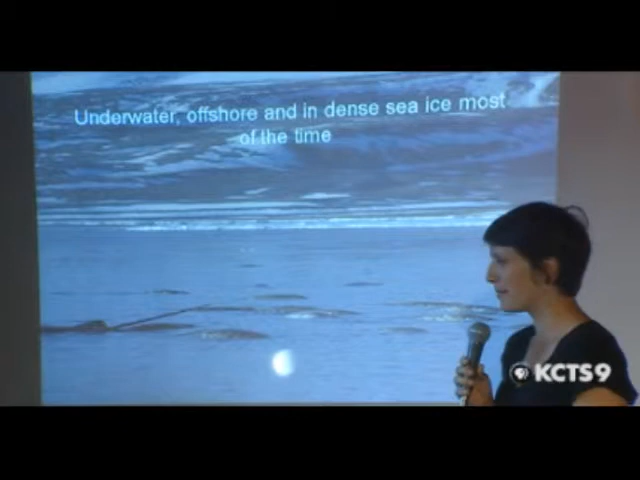 Underwater, offshore and in dense sea ice most
of the time
KCTS9